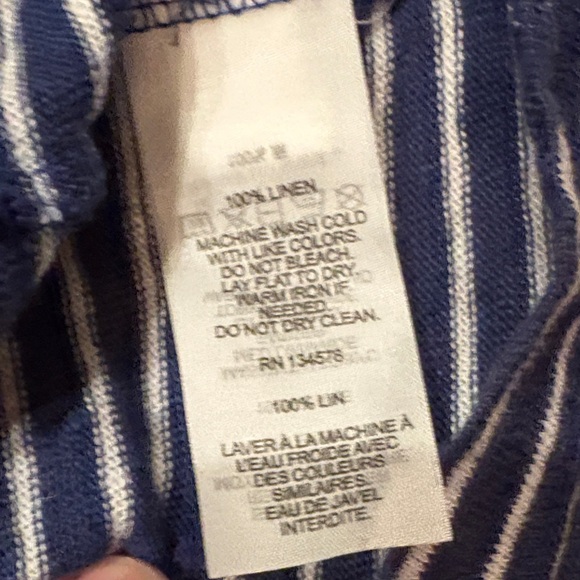 100% LINEN
MACHINE WASH COLD
WITH LIKE COLORS.
DO NOT BLEACH.
LAY FLAT TO DRY.
WARM IRON IF
NEEDED.
DO NOT DRY CLEAN.
RN 134578
100% LIN
LAVER À LA MACHINE À
L'EAU FROIDE AVEC
DES COULEURS
SIMILAIRES.
EAU DE JAVEL
INTERDITE.